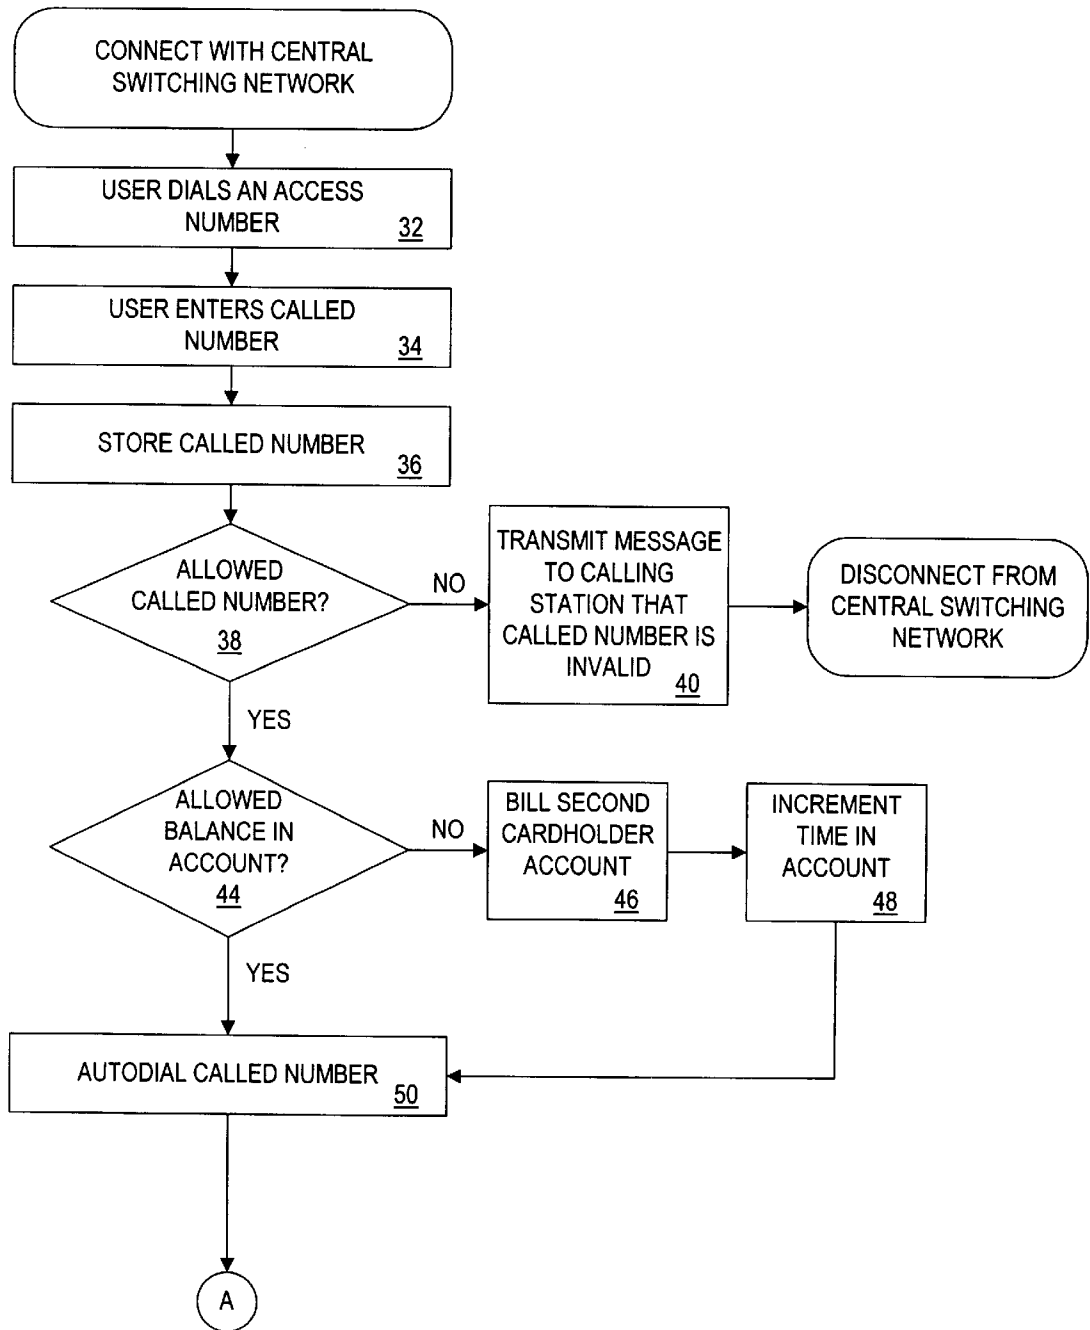 CONNECT WITH CENTRAL
SWITCHING NETWORK
USER DIALS AN ACCESS
NUMBER
32
USER ENTERS CALLED
NUMBER
34
STORE CALLED NUMBER
36
ALLOWED
CALLED NUMBER?
38
NO
TRANSMIT MESSAGE
TO CALLING
STATION THAT
CALLED NUMBER IS
INVALID
40
DISCONNECT FROM
CENTRAL SWITCHING
NETWORK
YES
ALLOWED
BALANCE IN
ACCOUNT?
44
NO
BILL SECOND
CARDHOLDER
ACCOUNT
46
INCREMENT
TIME IN
ACCOUNT
48
YES
AUTODIAL CALLED NUMBER
50
A